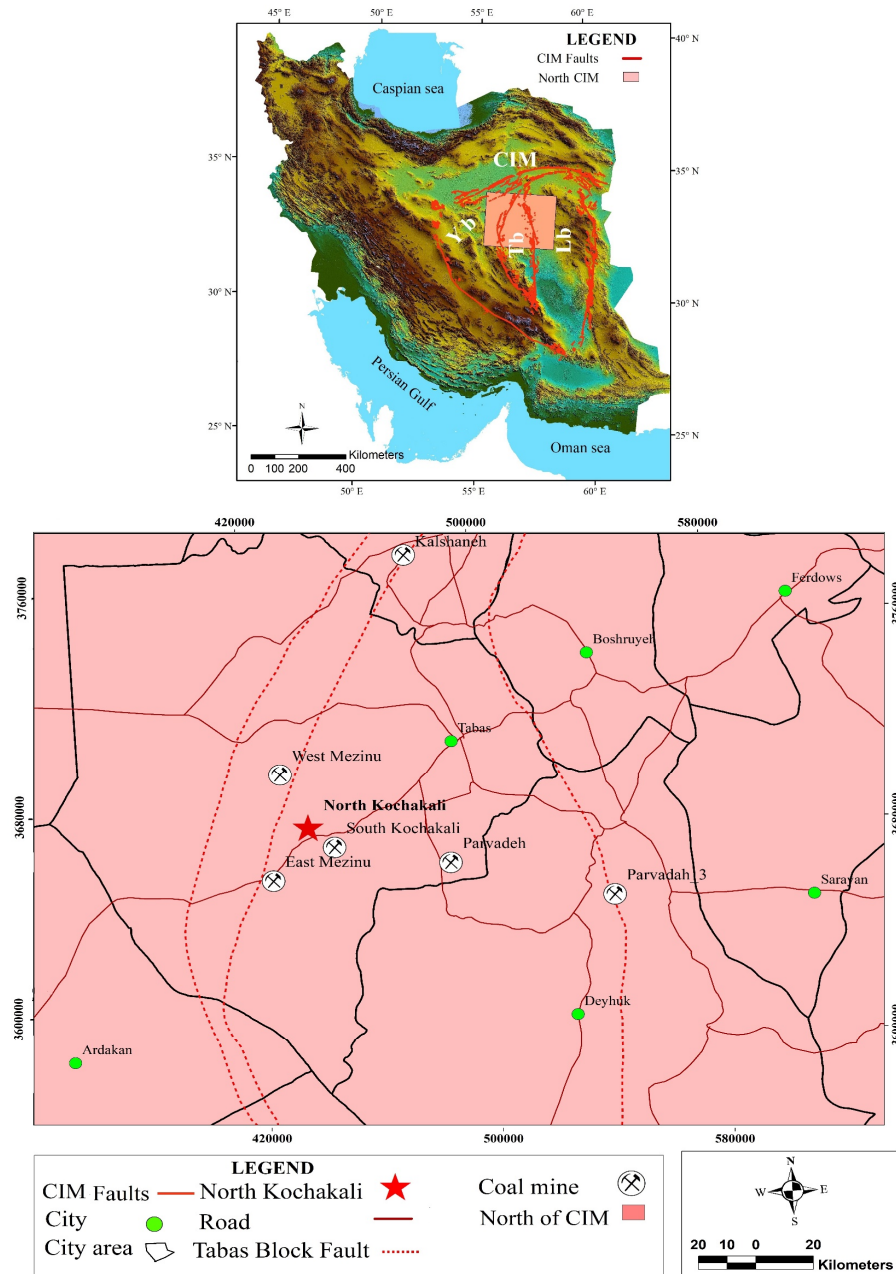 45° E 50° E 55° E 60° E
40° N
LEGEND
CIM Faults
North CIM
Caspian sea
35° N
35° N
CIM
Yb
Tb
Lb
30° N
30° N
Persian Gulf
N
25° N
25° N
Kilometers
0 100 200 400
Oman sea
50° E 55° E 60° E
420000 500000 580000
Kalshaneh
Ferdows
3760000
Boshruyeh
Tabas
West Mezinu
North Kochakali
3680000
South Kochakali
East Mezinu
Parvadeh
Parvadah_3
Sarayan
Deyhuk
3600000
Ardakan
420000 500000 580000
LEGEND
CIM Faults
North Kochakali
Coal mine
City
Road
North of CIM
City area
Tabas Block Fault
N
W E
S
20 10 0 20
Kilometers